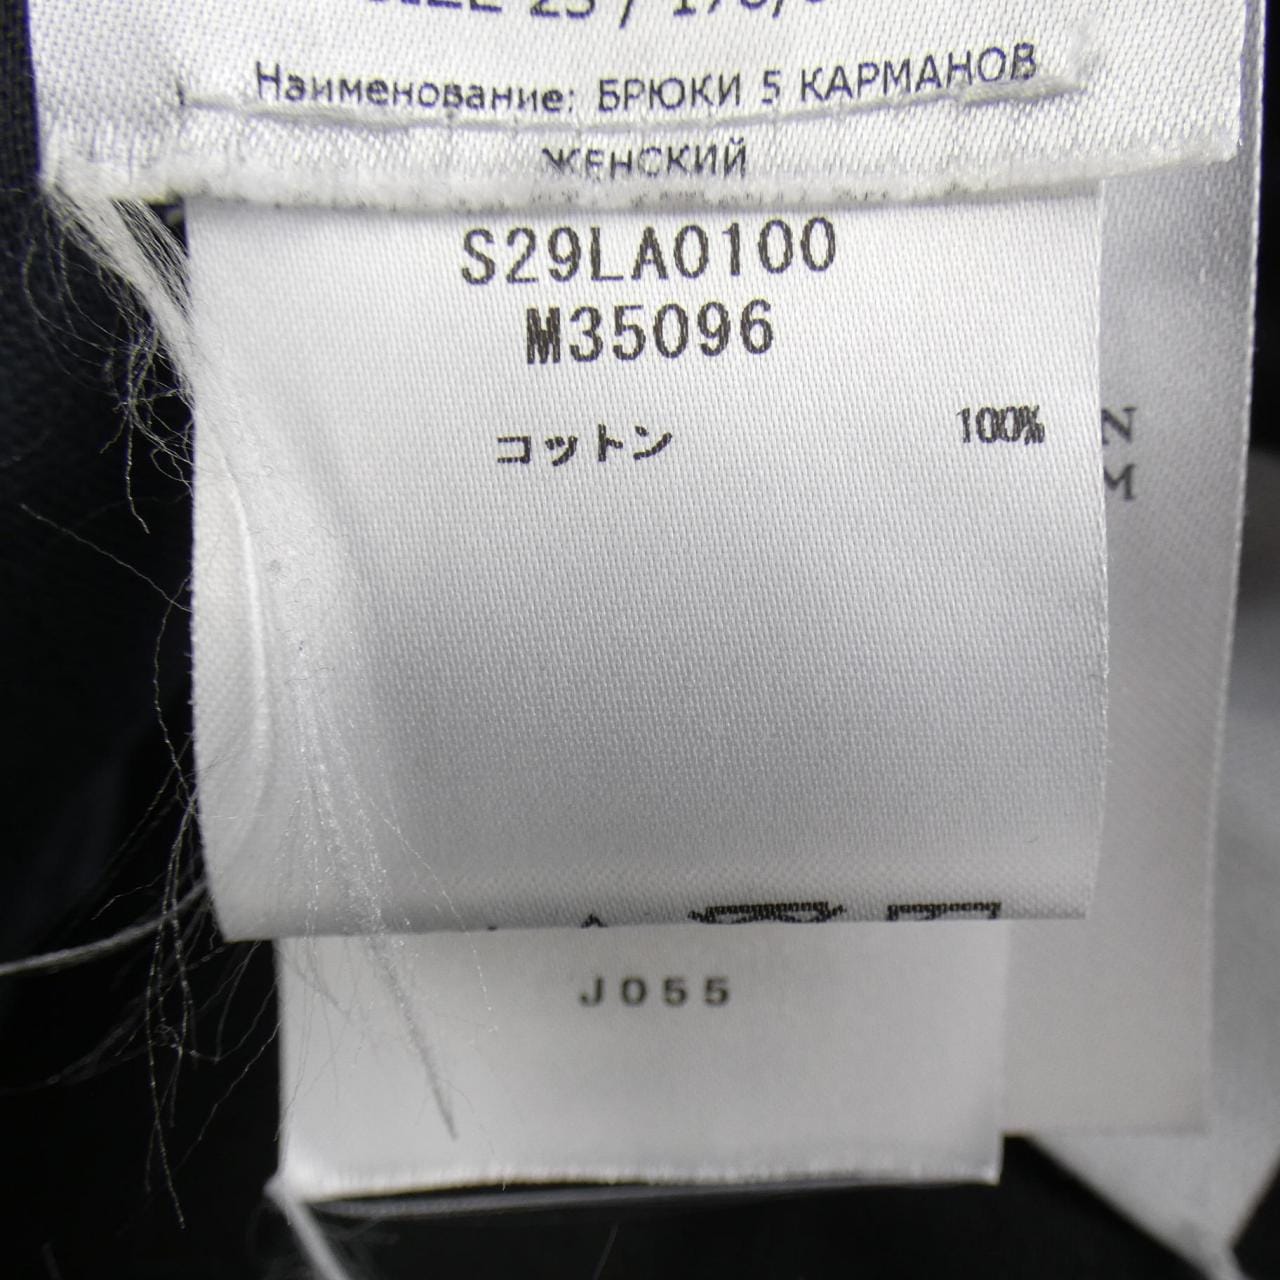 Наименование: БРЮКИ 5 КАРМАНОВ
ЖЕНСКИЙ
S29LA0100
M35096
コットン 100%
N
M
J055